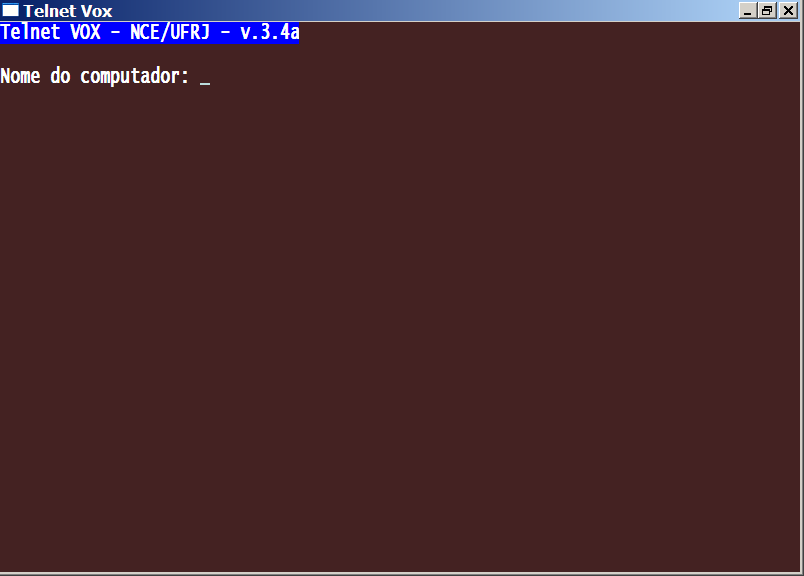 Telnet Vox
Telnet VOX - NCE/UFRJ - v.3.4a
Nome do computador: _